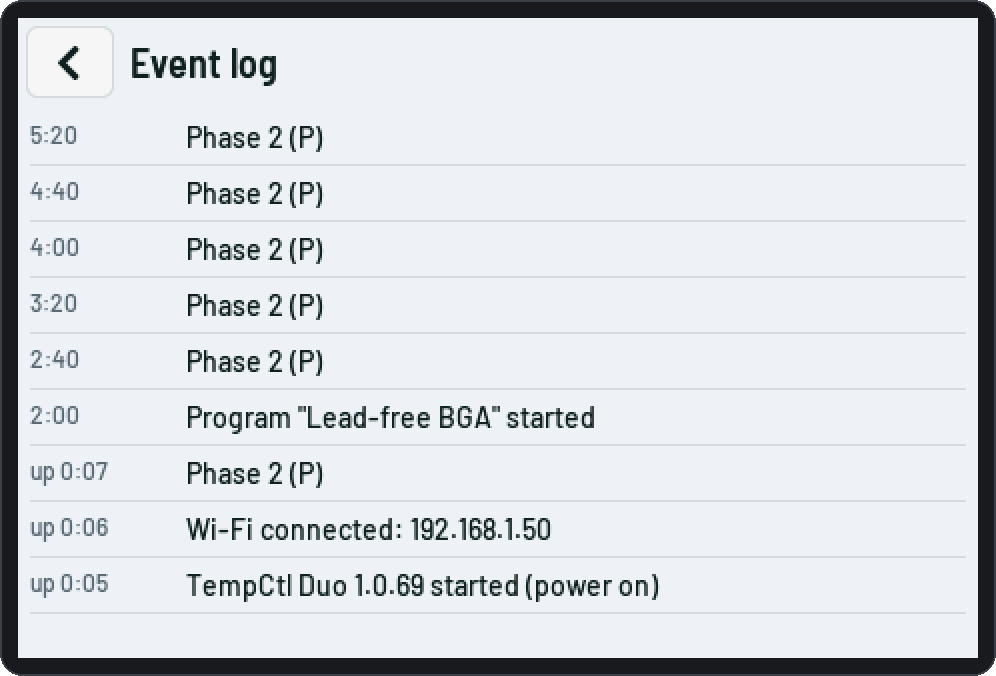 Event log
5:20 Phase 2 (P)
4:40 Phase 2 (P)
4:00 Phase 2 (P)
3:20 Phase 2 (P)
2:40 Phase 2 (P)
2:00 Program "Lead-free BGA" started
up 0:07 Phase 2 (P)
up 0:06 Wi-Fi connected: 192.168.1.50
up 0:05 TempCtl Duo 1.0.69 started (power on)